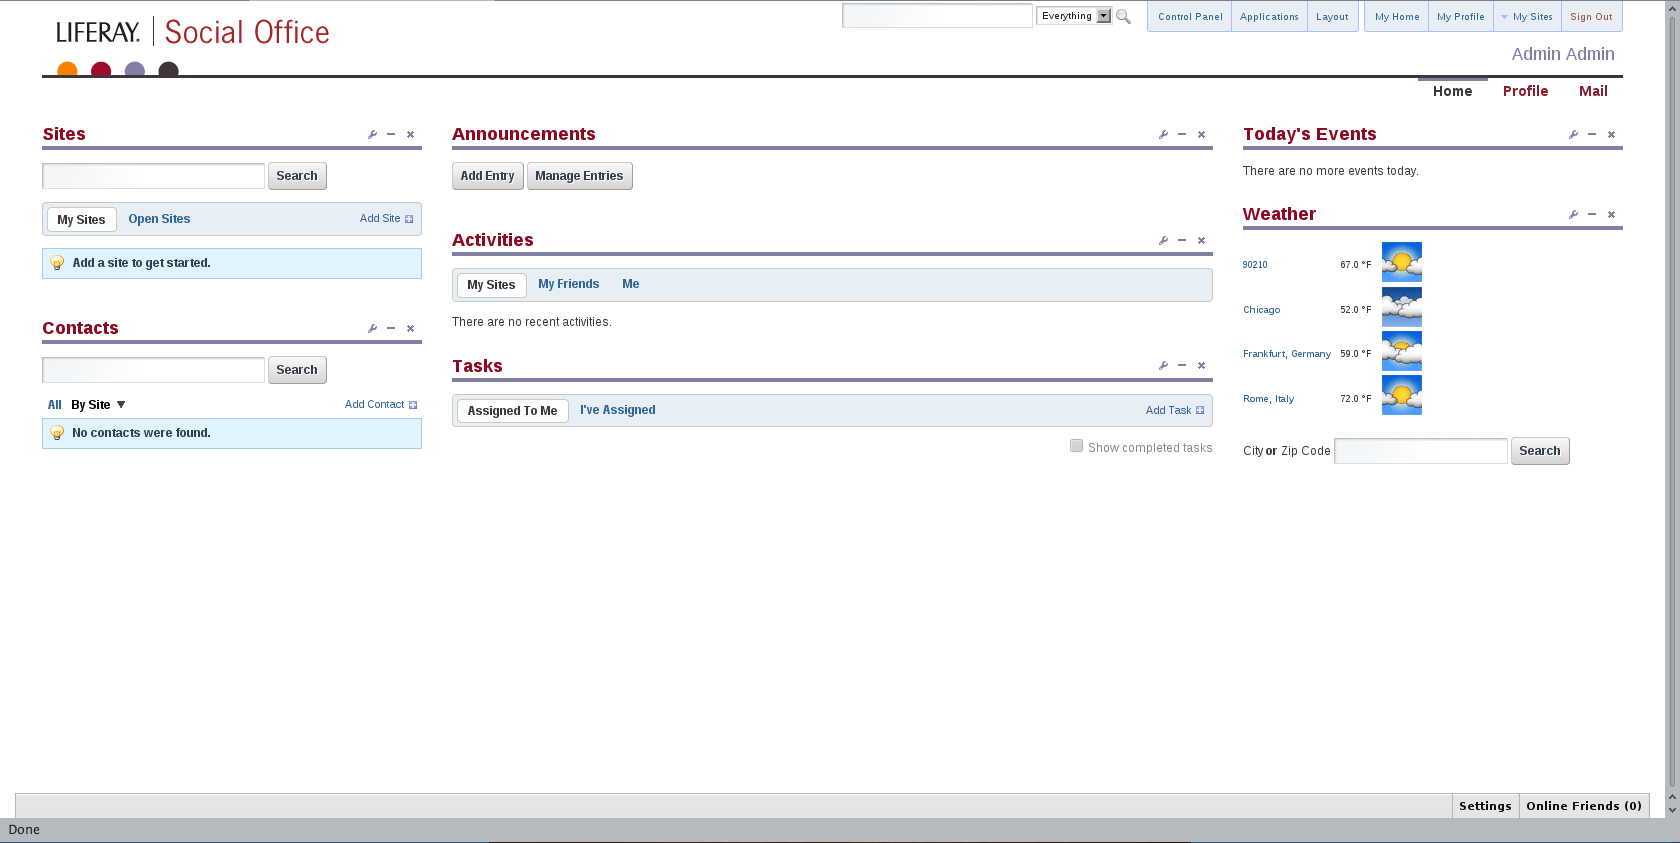 LIFERAY. Social Office
Everything
Control Panel Applications Layout My Home My Profile My Sites Sign Out
Admin Admin
Home Profile Mail
Sites
Search
My Sites Open Sites Add Site
Add a site to get started.
Contacts
Search
All By Site Add Contact
No contacts were found.
Announcements
Add Entry Manage Entries
Activities
My Sites My Friends Me
There are no recent activities.
Tasks
Assigned To Me I've Assigned Add Task
Show completed tasks
Today's Events
There are no more events today.
Weather
90210 67.0 °F
Chicago 52.0 °F
Frankfurt, Germany 59.0 °F
Rome, Italy 72.0 °F
City or Zip Code Search
Settings Online Friends (0)
Done